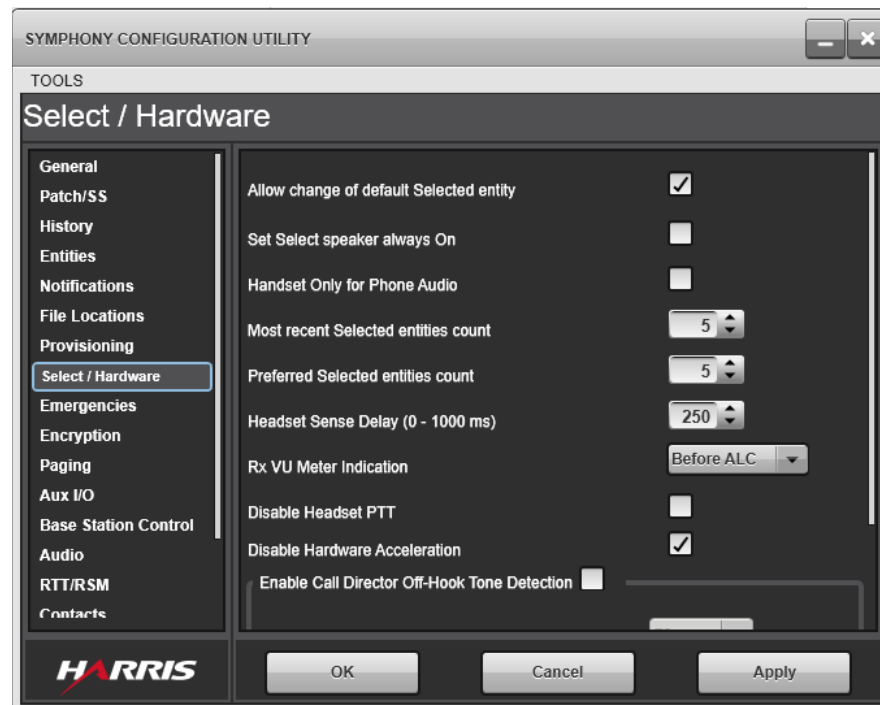 SYMPHONY CONFIGURATION UTILITY
TOOLS
Select / Hardware
General
Patch/SS
History
Entities
Notifications
File Locations
Provisioning
Select / Hardware
Emergencies
Encryption
Paging
Aux I/O
Base Station Control
Audio
RTT/RSM
Contacts
Allow change of default Selected entity
Set Select speaker always On
Handset Only for Phone Audio
Most recent Selected entities count 5
Preferred Selected entities count 5
Headset Sense Delay (0 - 1000 ms) 250
Rx VU Meter Indication Before ALC
Disable Headset PTT
Disable Hardware Acceleration
Enable Call Director Off-Hook Tone Detection
HARRIS
OK
Cancel
Apply